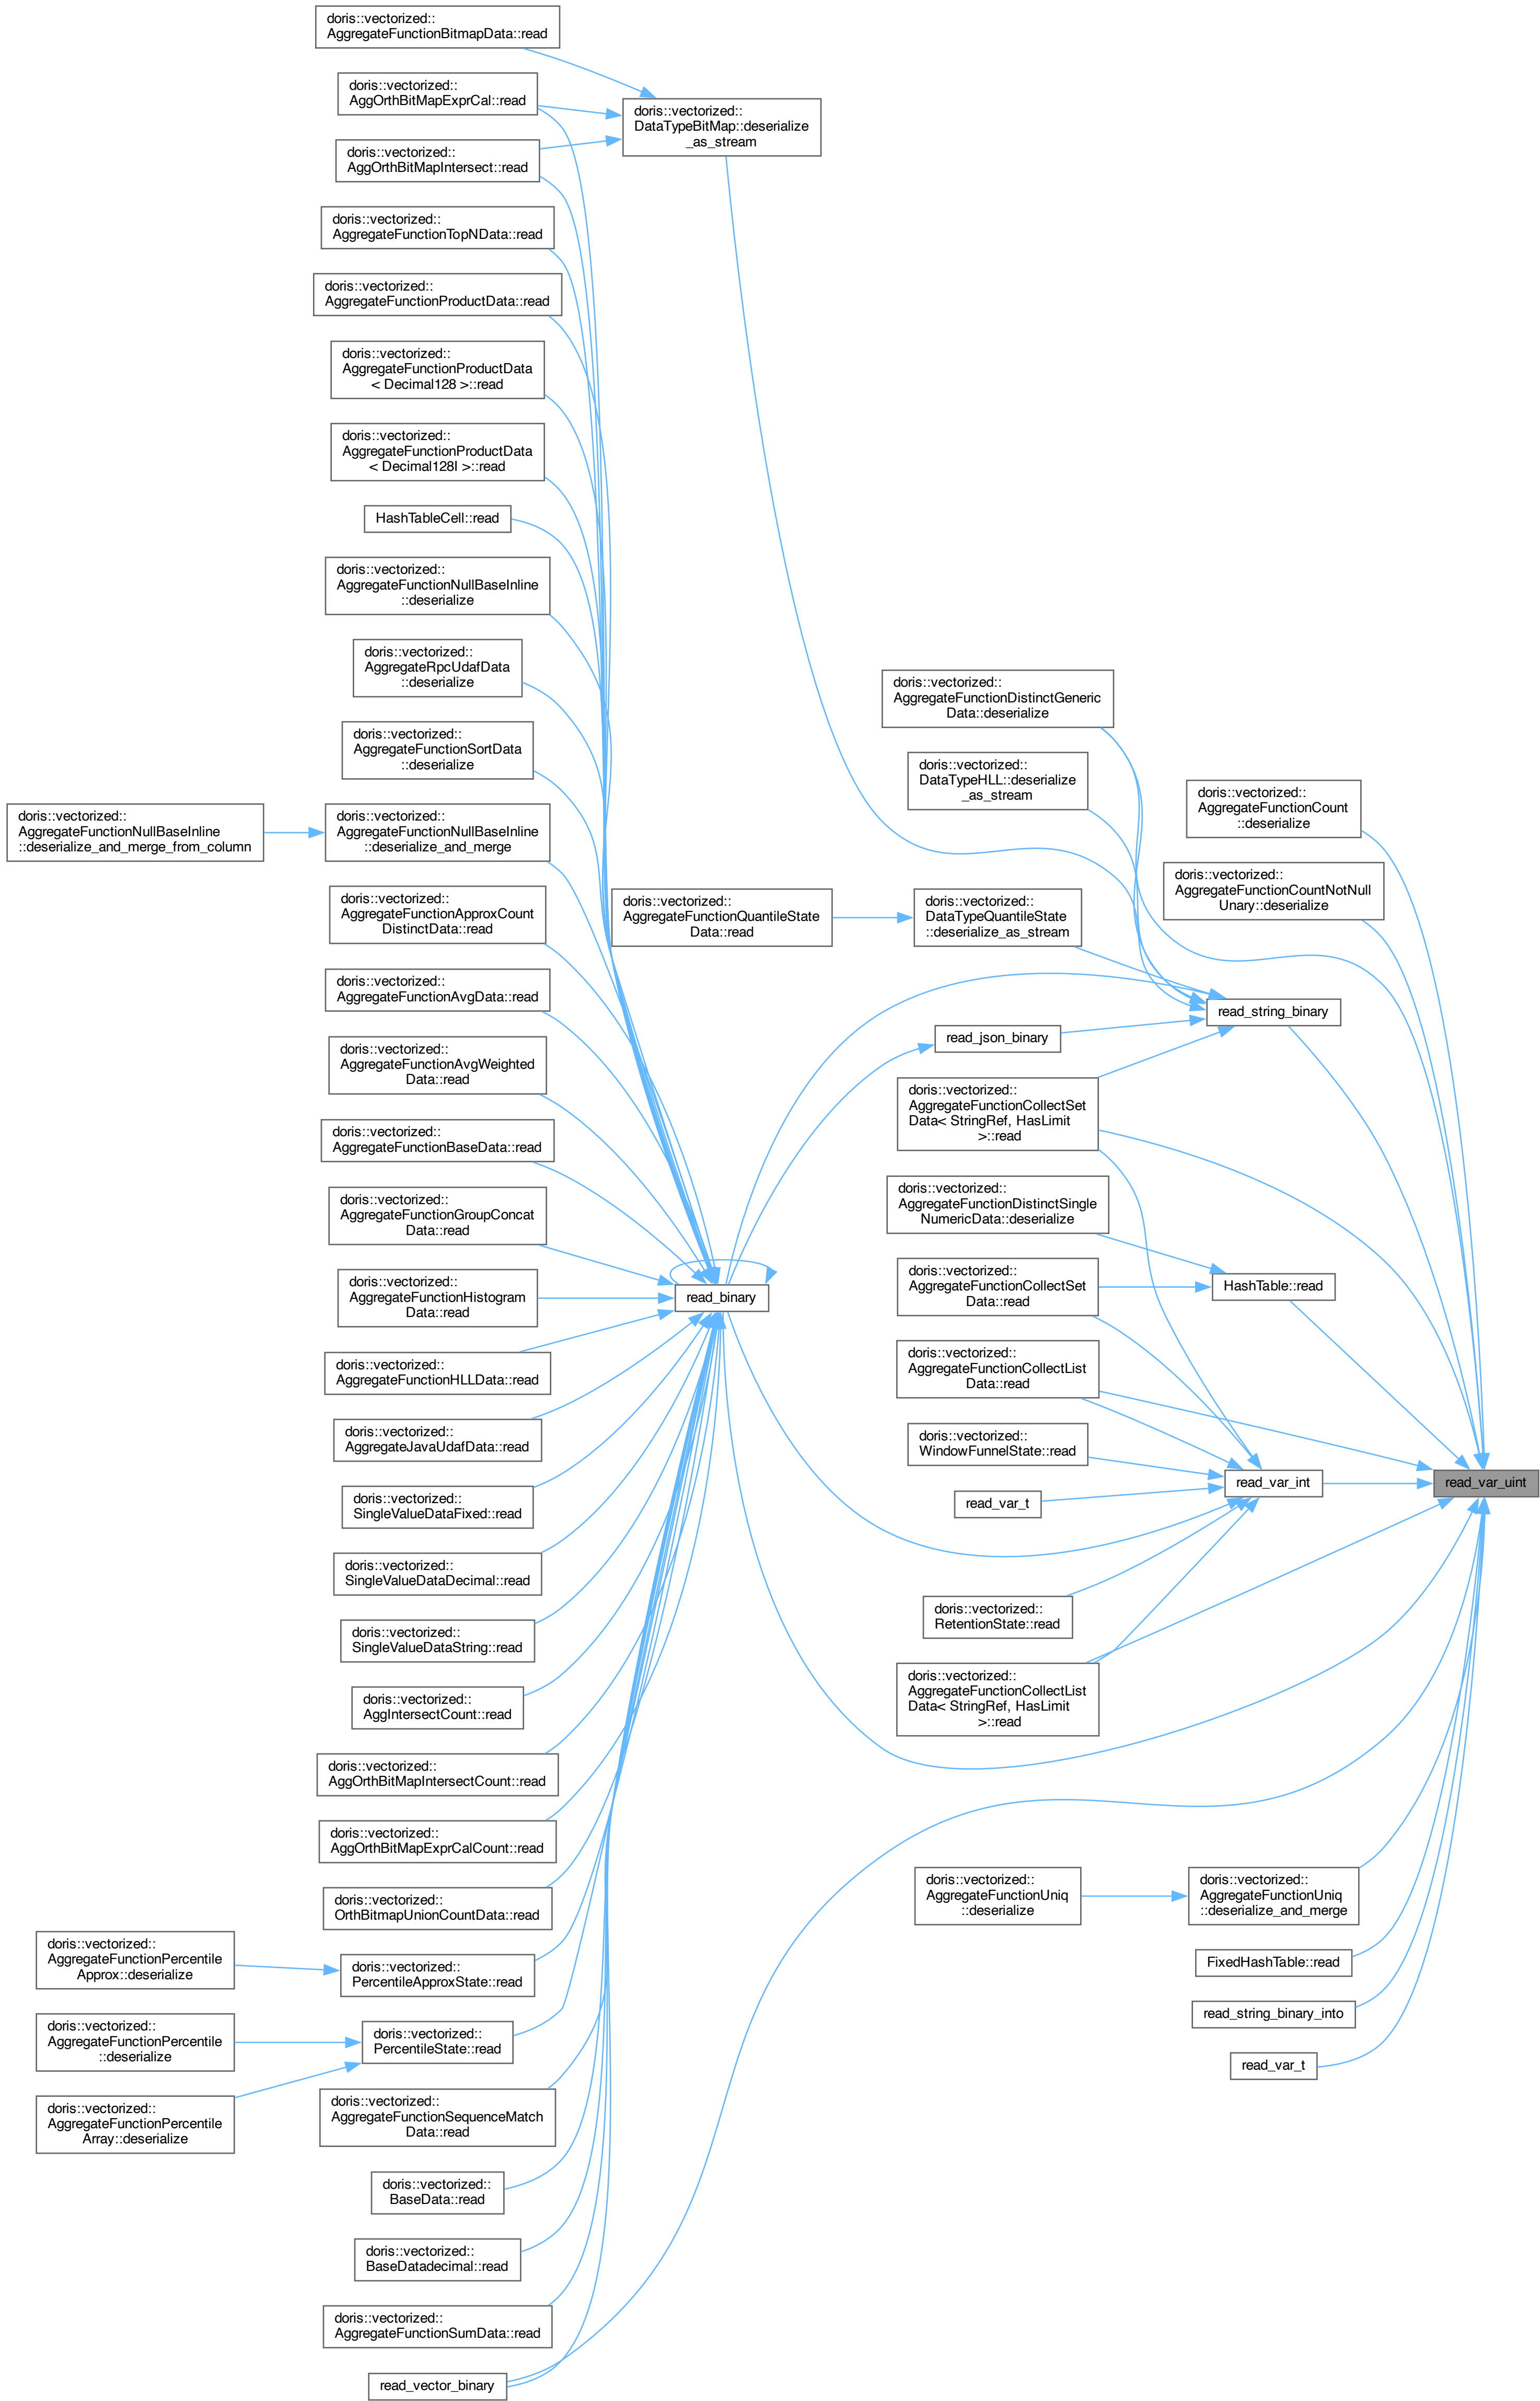 doris::vectorized::
AggregateFunctionBitmapData::read
doris::vectorized::
AggOrthBitMapExprCal::read
doris::vectorized::
DataTypeBitMap::deserialize
_as_stream
doris::vectorized::
AggOrthBitMapIntersect::read
doris::vectorized::
AggregateFunctionTopNData::read
doris::vectorized::
AggregateFunctionProductData::read
doris::vectorized::
AggregateFunctionProductData
< Decimal128 >::read
doris::vectorized::
AggregateFunctionProductData
< Decimal128I >::read
HashTableCell::read
doris::vectorized::
AggregateFunctionNullBaseInline
::deserialize
doris::vectorized::
AggregateRpcUdafData
::deserialize
doris::vectorized::
AggregateFunctionSortData
::deserialize
doris::vectorized::
AggregateFunctionNullBaseInline
::deserialize_and_merge_from_column
doris::vectorized::
AggregateFunctionNullBaseInline
::deserialize_and_merge
doris::vectorized::
AggregateFunctionApproxCount
DistinctData::read
doris::vectorized::
AggregateFunctionAvgData::read
doris::vectorized::
AggregateFunctionAvgWeighted
Data::read
doris::vectorized::
AggregateFunctionBaseData::read
doris::vectorized::
AggregateFunctionGroupConcat
Data::read
doris::vectorized::
AggregateFunctionHistogram
Data::read
doris::vectorized::
AggregateFunctionHLLData::read
doris::vectorized::
AggregateJavaUdafData::read
doris::vectorized::
SingleValueDataFixed::read
doris::vectorized::
SingleValueDataDecimal::read
doris::vectorized::
SingleValueDataString::read
doris::vectorized::
AggIntersectCount::read
doris::vectorized::
AggOrthBitMapIntersectCount::read
doris::vectorized::
AggOrthBitMapExprCalCount::read
doris::vectorized::
OrthBitmapUnionCountData::read
doris::vectorized::
AggregateFunctionPercentile
Approx::deserialize
doris::vectorized::
PercentileApproxState::read
doris::vectorized::
AggregateFunctionPercentile
::deserialize
doris::vectorized::
PercentileState::read
doris::vectorized::
AggregateFunctionPercentile
Array::deserialize
doris::vectorized::
AggregateFunctionSequenceMatch
Data::read
doris::vectorized::
BaseData::read
doris::vectorized::
BaseDatadecimal::read
doris::vectorized::
AggregateFunctionSumData::read
read_vector_binary
doris::vectorized::
AggregateFunctionQuantileState
Data::read
read_binary
doris::vectorized::
AggregateFunctionDistinctGeneric
Data::deserialize
doris::vectorized::
DataTypeHLL::deserialize
_as_stream
doris::vectorized::
DataTypeQuantileState
::deserialize_as_stream
read_json_binary
doris::vectorized::
AggregateFunctionCollectSet
Data< StringRef, HasLimit
>::read
doris::vectorized::
AggregateFunctionDistinctSingle
NumericData::deserialize
doris::vectorized::
AggregateFunctionCollectSet
Data::read
doris::vectorized::
AggregateFunctionCollectList
Data::read
doris::vectorized::
WindowFunnelState::read
read_var_t
doris::vectorized::
RetentionState::read
doris::vectorized::
AggregateFunctionCollectList
Data< StringRef, HasLimit
>::read
doris::vectorized::
AggregateFunctionUniq
::deserialize
doris::vectorized::
AggregateFunctionCount
::deserialize
doris::vectorized::
AggregateFunctionCountNotNull
Unary::deserialize
read_string_binary
HashTable::read
read_var_int
read_var_uint
doris::vectorized::
AggregateFunctionUniq
::deserialize_and_merge
FixedHashTable::read
read_string_binary_into
read_var_t